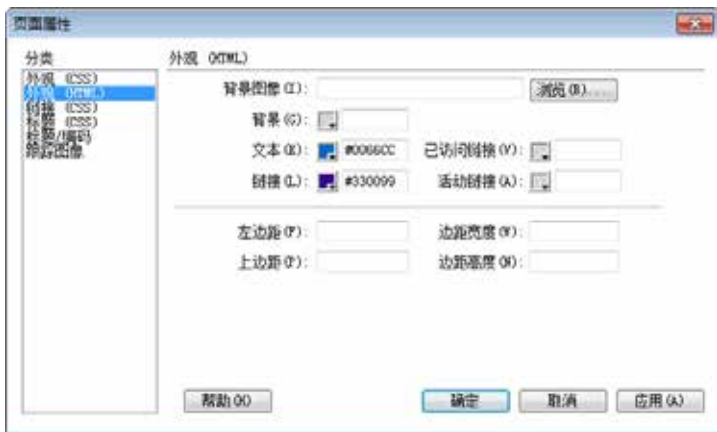 页面属性
分类
外观 (CSS)
外观 (HTML)
链接 (CSS)
标题 (CSS)
标题/编码
跟踪图像
外观 (HTML)
背景图像(I):
浏览(B)...
背景(G):
文本(E): #0066CC 已访问链接(V):
链接(L): #330099 活动链接(A):
左边距(F): 边距宽度(W):
上边距(P): 边距高度(H):
帮助(H) 确定 取消 应用(A)